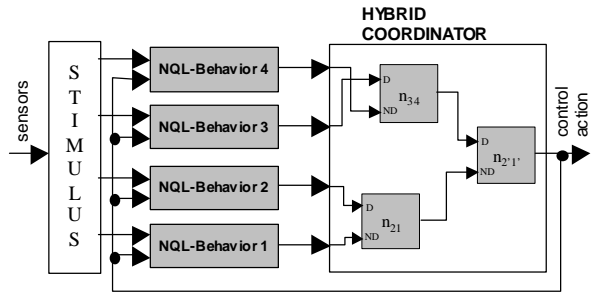 HYBRID
COORDINATOR
sensors
STIMULUS
NQL-Behavior 4
NQL-Behavior 3
NQL-Behavior 2
NQL-Behavior 1
D
n34
ND
D
n2'1'
ND
D
n21
ND
control
action